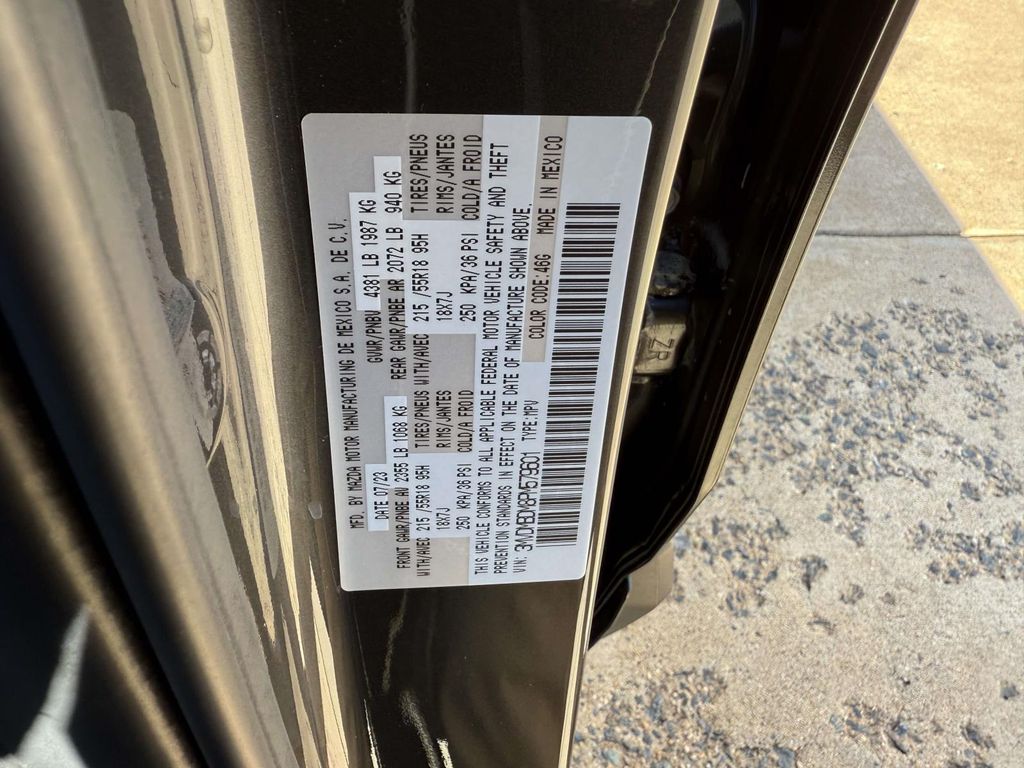 MFD. BY MAZDA MOTOR MANUFACTURING DE MEXICO S.A. DE C.V.
DATE 07/23 GVWR/PNBV 4381 LB 1987 KG
FRONT GAWR/PNBE AV 2355 LB 1068 KG REAR GAWR/PNBE AR 2072 LB 940 KG
WITH/AVEC 215 /55R18 95H TIRES/PNEUS WITH/AVEC 215 /55R18 95H TIRES/PNEUS
18X7J RIMS/JANTES 18X7J RIMS/JANTES
250 KPA/36 PSI COLD/A FROID 250 KPA/36 PSI COLD/A FROID
THIS VEHICLE CONFORMS TO ALL APPLICABLE FEDERAL MOTOR VEHICLE SAFETY AND THEFT
PREVENTION STANDARDS IN EFFECT ON THE DATE OF MANUFACTURE SHOWN ABOVE.
VIN: 3MVDMBDM8PM579601 TYPE:MPV COLOR CODE:46G MADE IN MEXICO
ZR